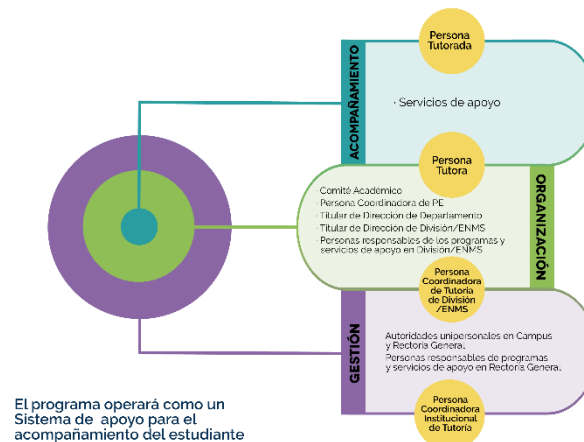 Persona
Tutorada
ACOMPAÑAMIENTO
· Servicios de apoyo
Persona
Tutora
ORGANIZACIÓN
· Comité Académico
· Persona Coordinadora de PE
· Titular de Dirección de Departamento
· Titular de Dirección de División/ENMS
· Personas responsables de los programas y
servicios de apoyo en División/ENMS
Persona
Coordinadora
de Tutoría
de División
/ENMS
GESTIÓN
Autoridades unipersonales en Campus
y Rectoría General
Personas responsables de programas
y servicios de apoyo en Rectoría General
Persona
Coordinadora
Institucional
de Tutoría
El programa operará como un
Sistema de apoyo para el
acompañamiento del estudiante